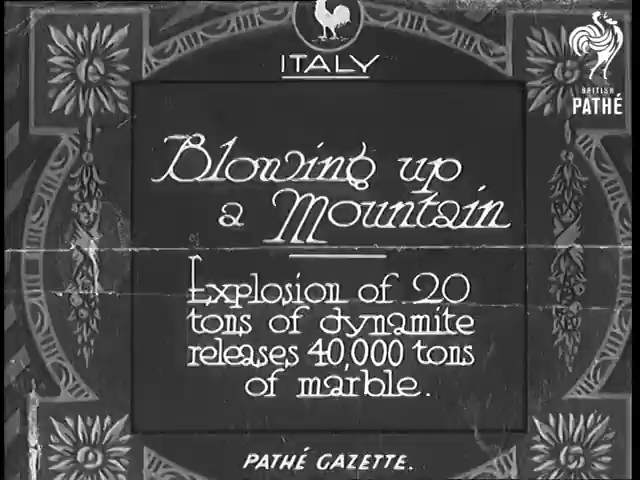 ITALY
BRITISH
PATHÉ
Blowing up
a Mountain
Explosion of 20
tons of dynamite
releases 40,000 tons
of marble.
PATHÉ GAZETTE.